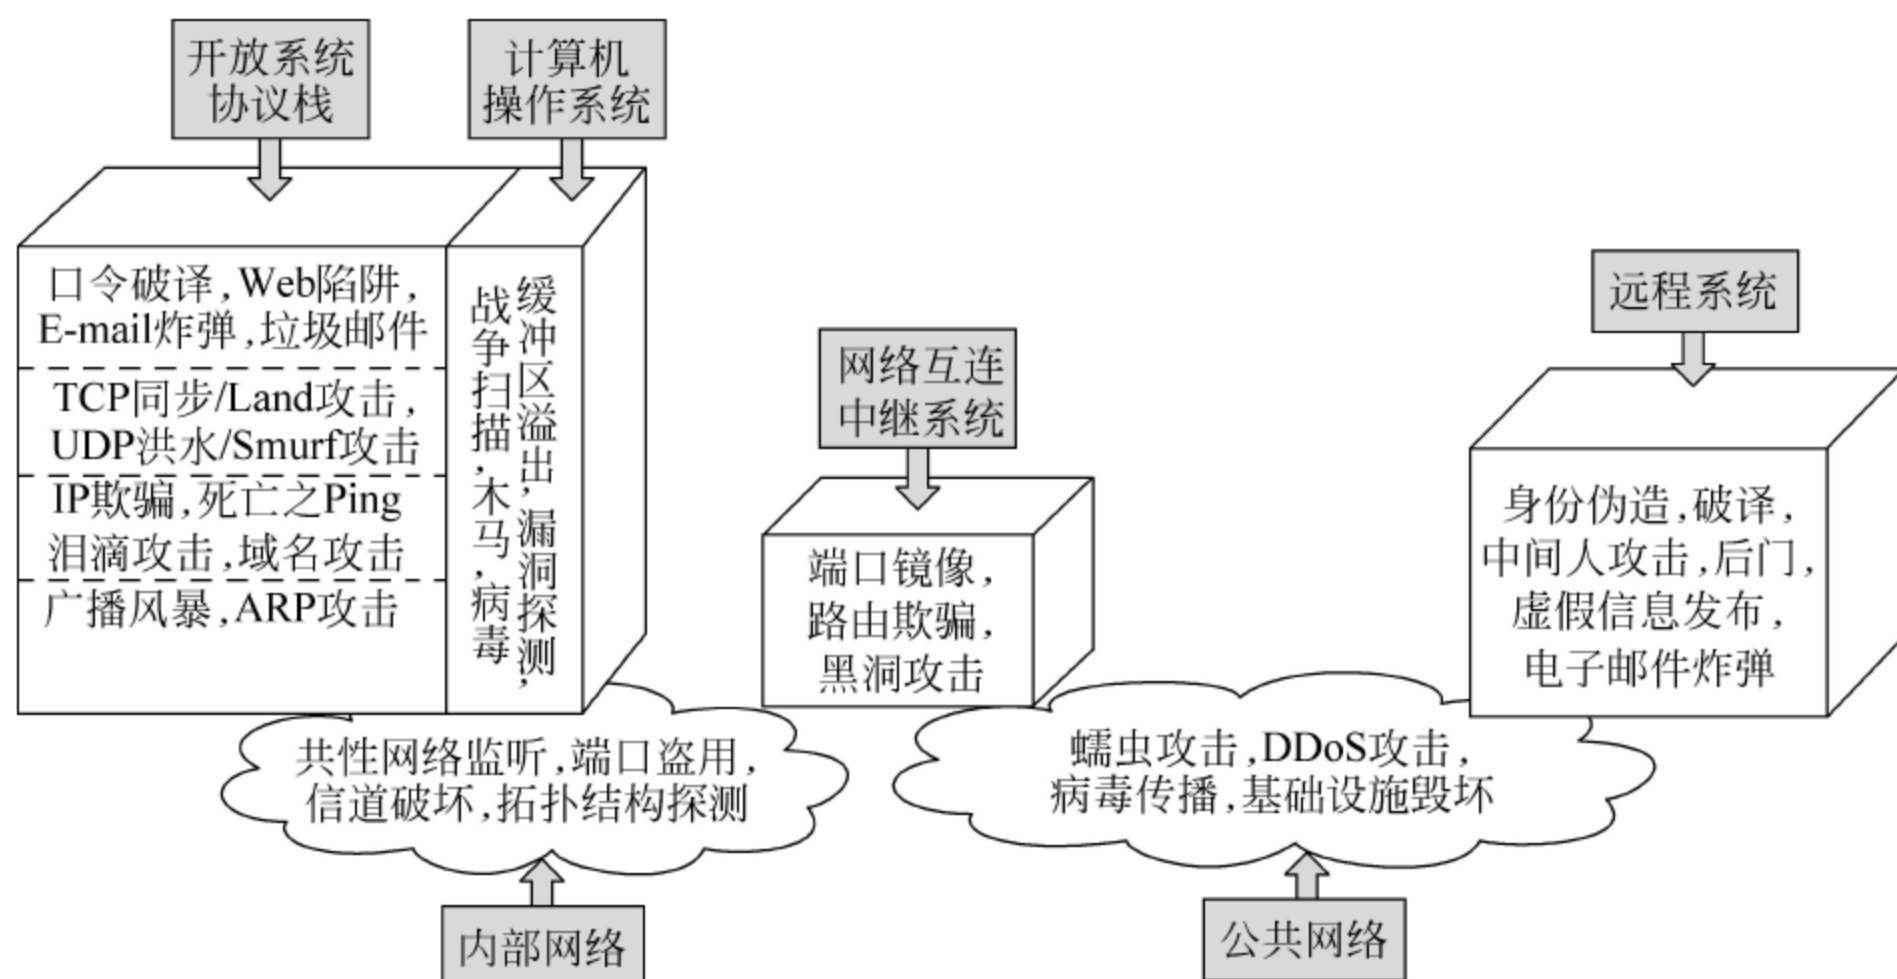 开放系统
协议栈
计算机
操作系统
口令破译,Web陷阱,
E-mail炸弹,垃圾邮件
TCP同步/Land攻击,
UDP洪水/Smurf攻击
IP欺骗,死亡之Ping
泪滴攻击,域名攻击
广播风暴,ARP攻击
缓冲区溢出,漏洞探测,
战争扫描,木马,病毒
网络互连
中继系统
端口镜像,
路由欺骗,
黑洞攻击
远程系统
身份伪造,破译,
中间人攻击,后门,
虚假信息发布,
电子邮件炸弹
共性网络监听,端口盗用,
信道破坏,拓扑结构探测
蠕虫攻击,DDoS攻击,
病毒传播,基础设施毁坏
内部网络
公共网络